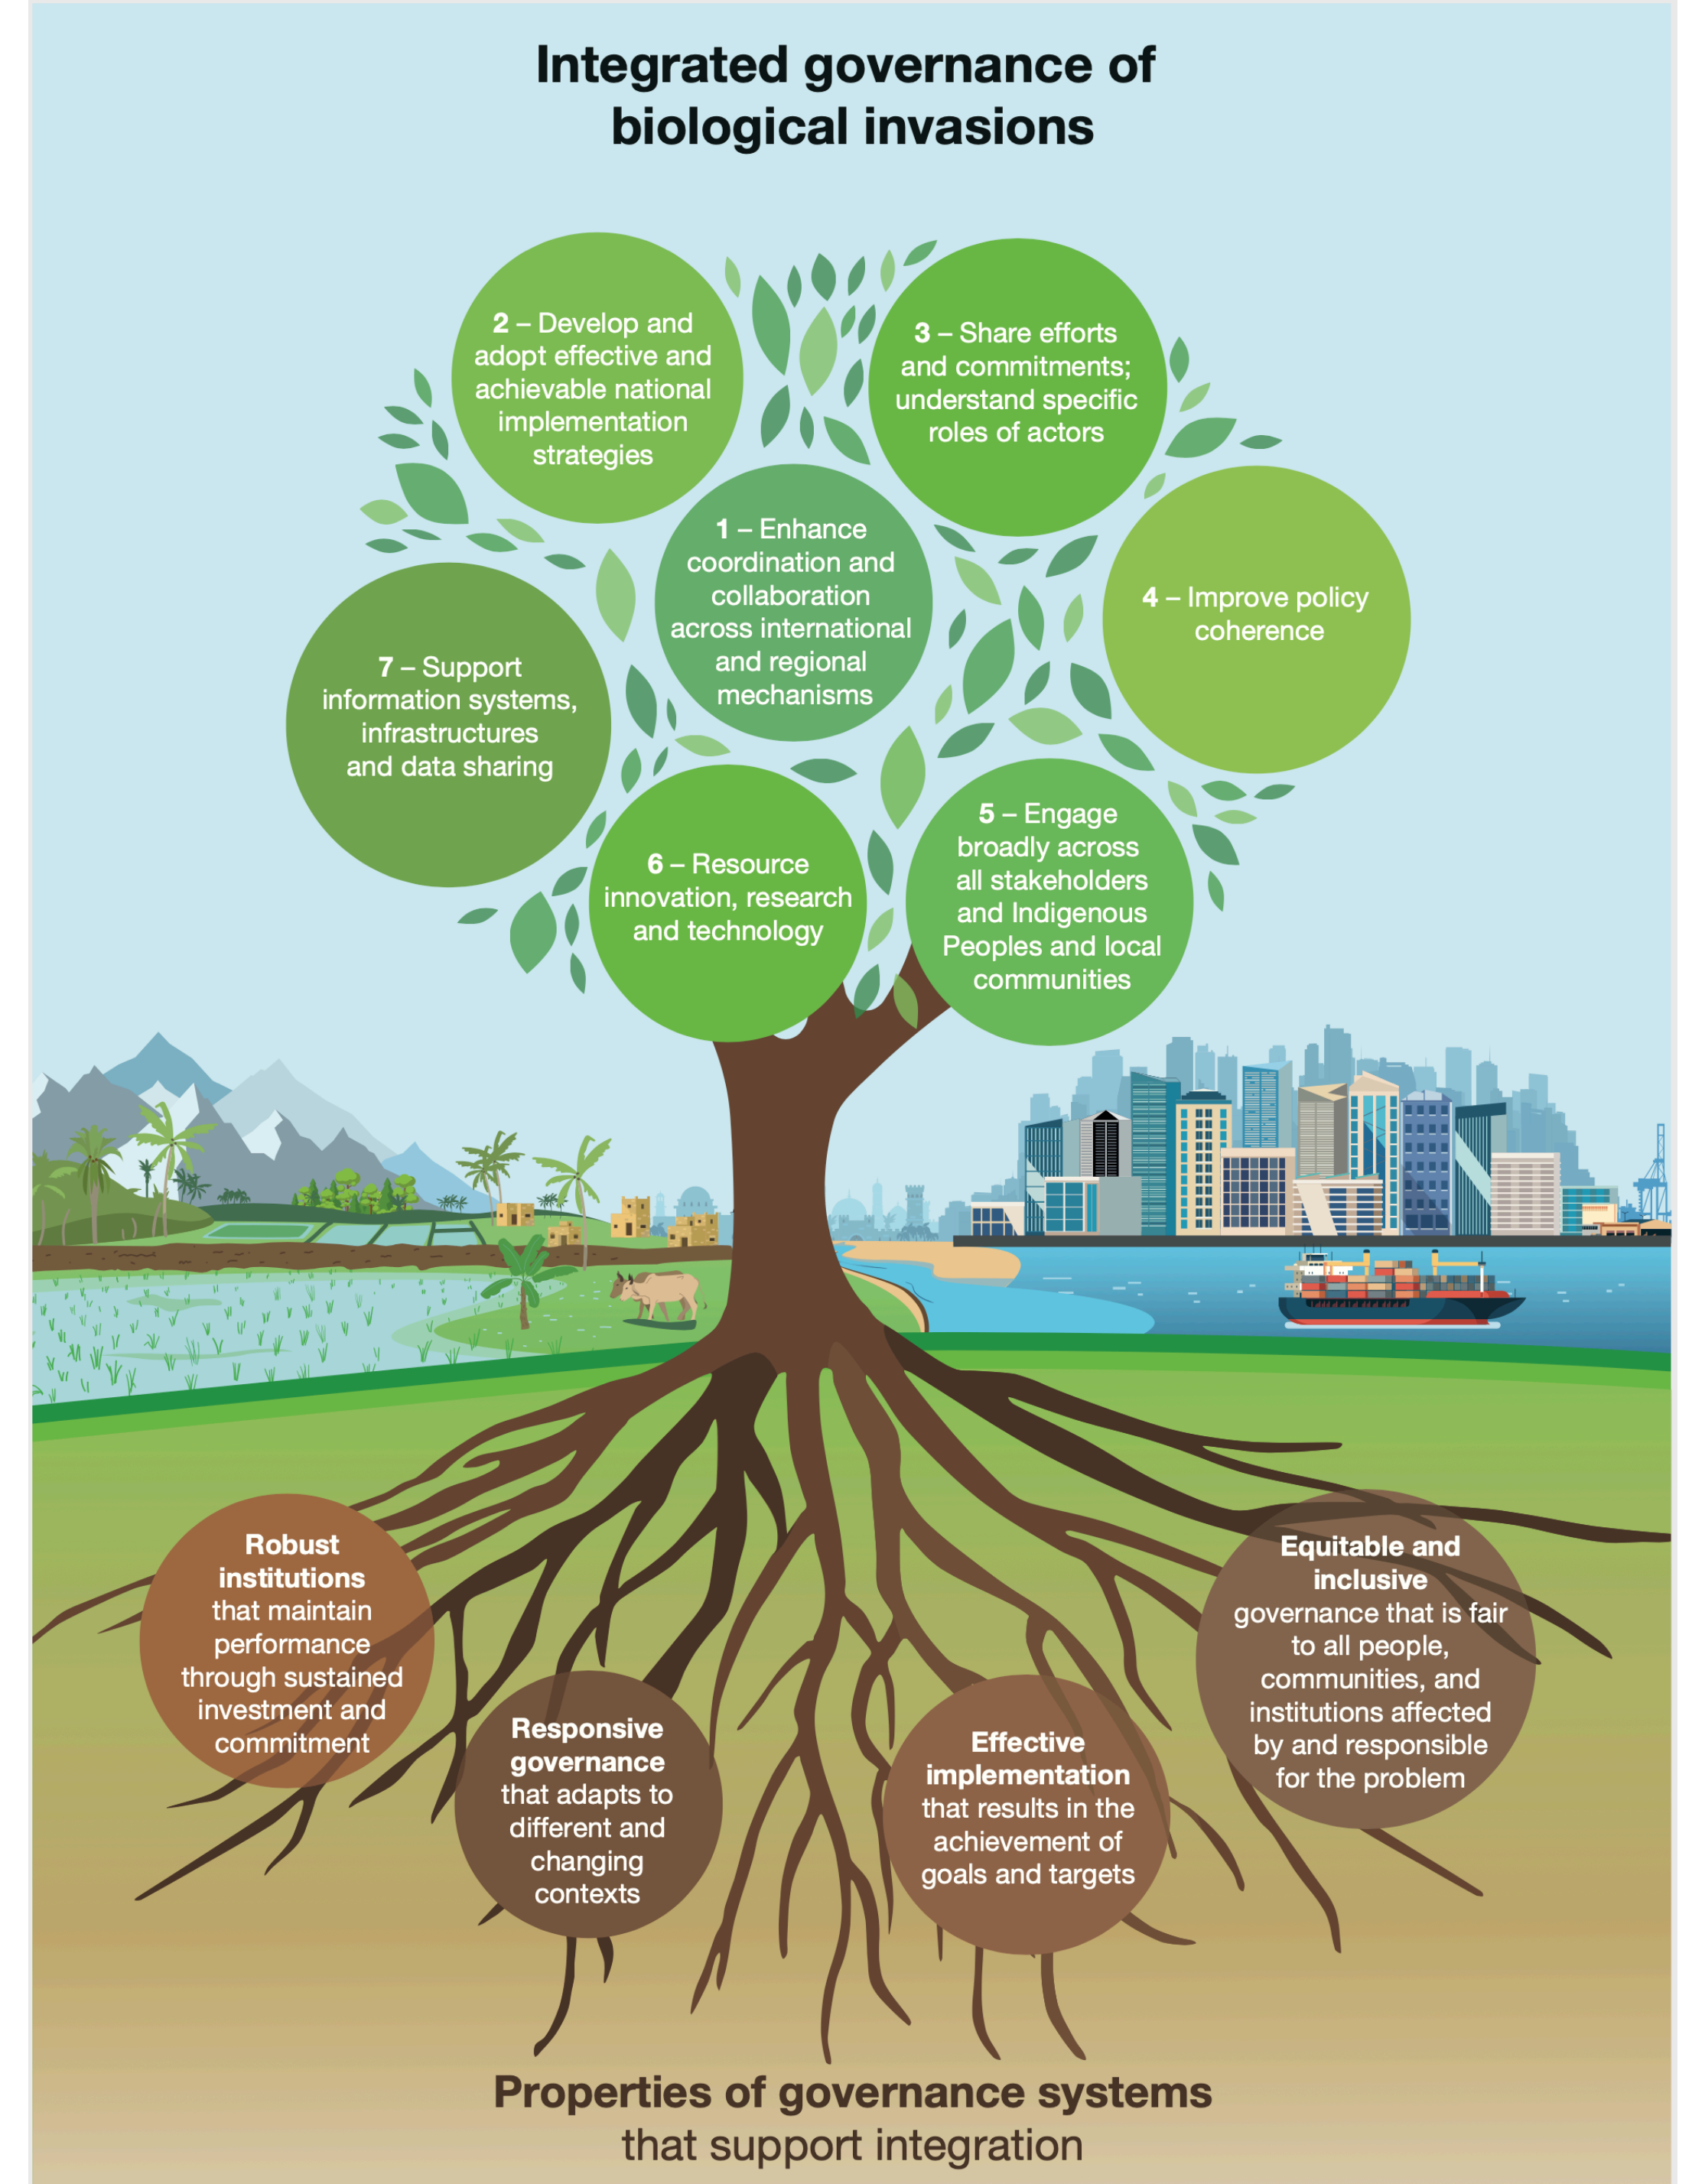 Integrated governance of
biological invasions
2 – Develop and
adopt effective and
achievable national
implementation
strategies
3 – Share efforts
and commitments;
understand specific
roles of actors
1 – Enhance
coordination and
collaboration
across international
and regional
mechanisms
4 – Improve policy
coherence
7 – Support
information systems,
infrastructures
and data sharing
6 – Resource
innovation, research
and technology
5 – Engage
broadly across
all stakeholders
and Indigenous
Peoples and local
communities
Robust
institutions
that maintain
performance
through sustained
investment and
commitment
Responsive
governance
that adapts to
different and
changing
contexts
Effective
implementation
that results in the
achievement of
goals and targets
Equitable and
inclusive
governance that is fair
to all people,
communities, and
institutions affected
by and responsible
for the problem
Properties of governance systems
that support integration